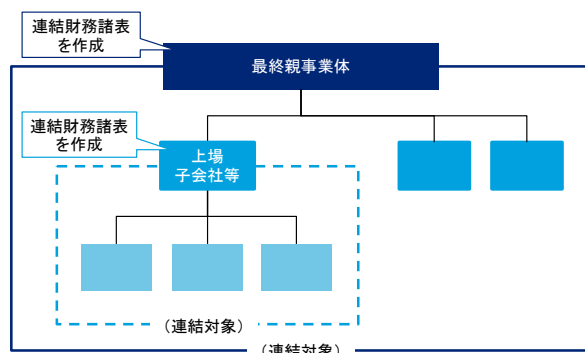 連結財務諸表
を作成
最終親事業体
連結財務諸表
を作成
上場
子会社等
（連結対象）
（連結対象）